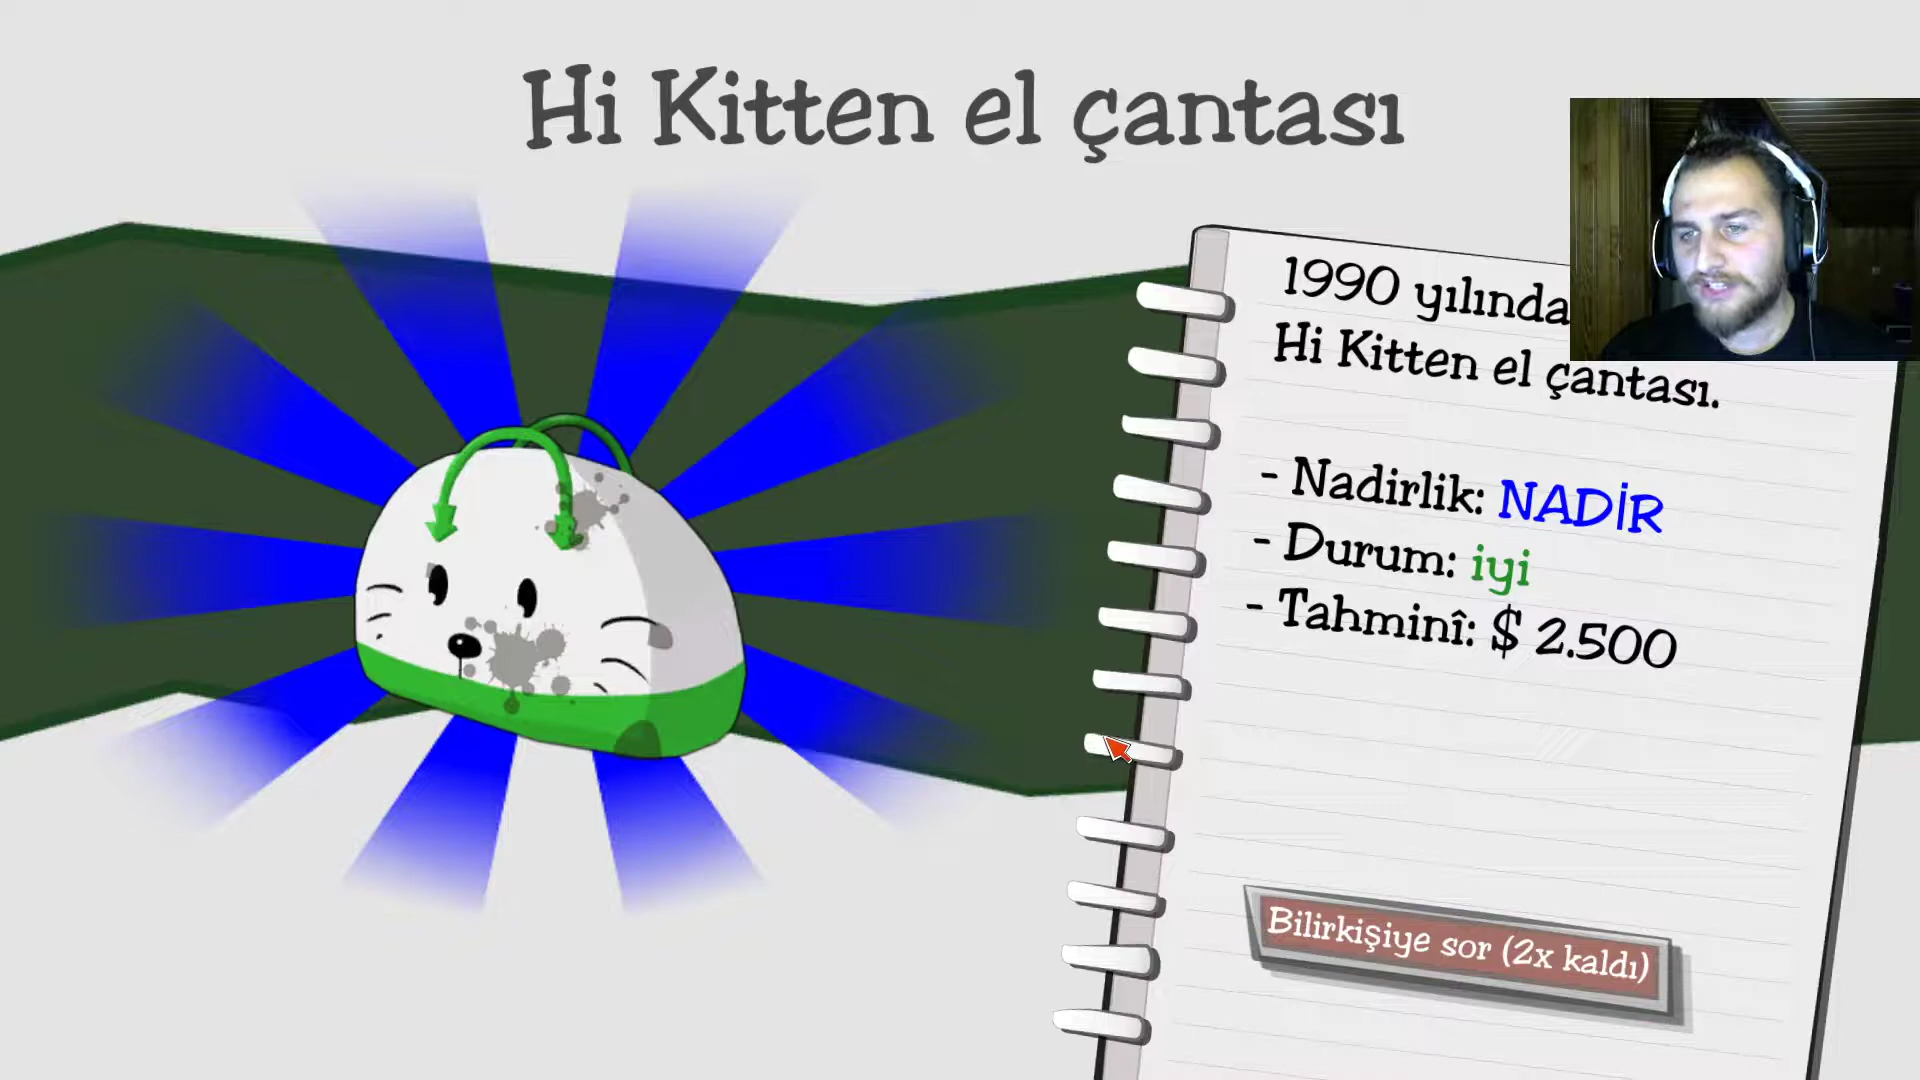 Hi Kitten el çantası
1990 yılında
Hi Kitten el çantası.
- Nadirlik: NADİR
- Durum: iyi
- Tahminî: $ 2.500
Bilirkişiye sor (2x kaldı)